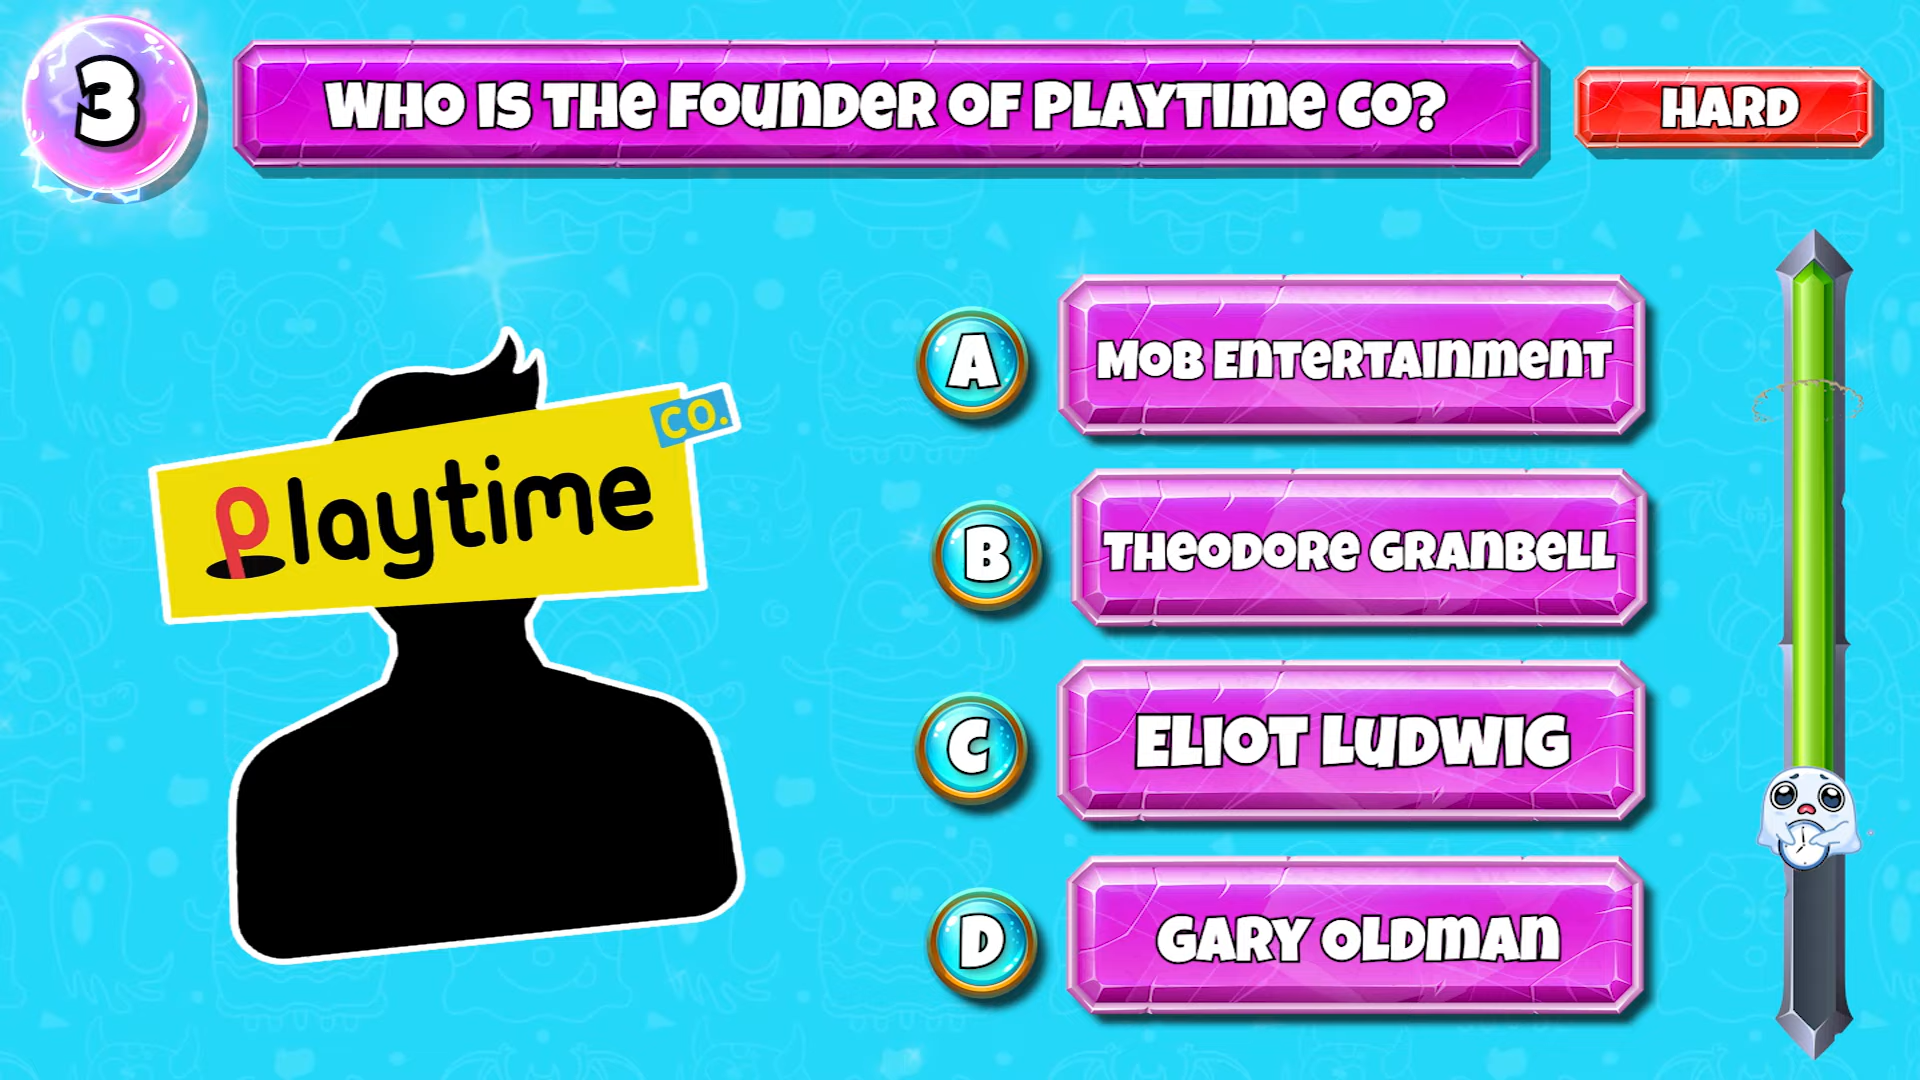 3
WHO IS THE FOUNDER OF PLAYTIME CO?
HARD
Playtime CO.
A
MOB ENTERTAINMENT
B
THEODORE GRANBELL
C
ELIOT LUDWIG
D
GARY OLDMAN